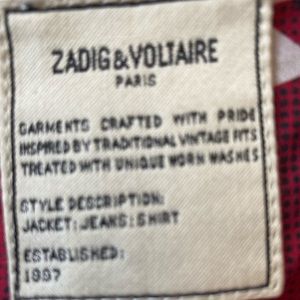 ZADIG&VOLTAIRE
PARIS
GARMENTS CRAFTED WITH PRIDE
INSPIRED BY TRADITIONAL VINTAGE FITS
TREATED WITH UNIQUE WORN WASHES
STYLE DESCRIPTION:
JACKET: JEANS: SHIRT
ESTABLISHED:
1997